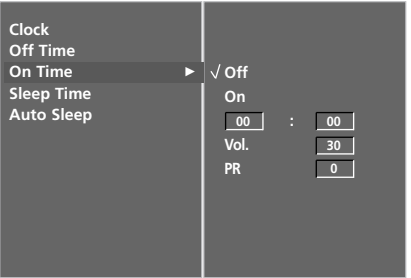 Clock
Off Time
On Time ►
Sleep Time
Auto Sleep
√ Off
On
00 : 00
Vol. 30
PR 0